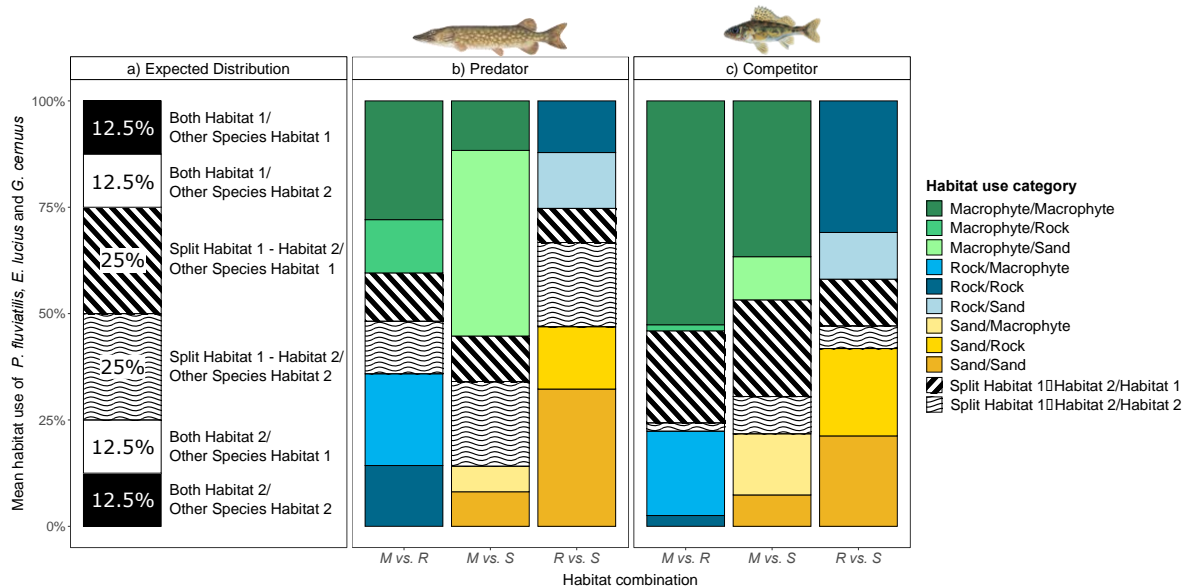 a) Expected Distribution
b) Predator
c) Competitor
Mean habitat use of P. fluviatilis, E. lucius and G. cernuus
100%
75%
50%
25%
0%
12.5%
12.5%
25%
25%
12.5%
12.5%
Both Habitat 1/
Other Species Habitat 1
Both Habitat 1/
Other Species Habitat 2
Split Habitat 1 - Habitat 2/
Other Species Habitat 1
Split Habitat 1 - Habitat 2/
Other Species Habitat 2
Both Habitat 2/
Other Species Habitat 1
Both Habitat 2/
Other Species Habitat 2
M vs. R
M vs. S
R vs. S
M vs. R
M vs. S
R vs. S
Habitat combination
Habitat use category
Macrophyte/Macrophyte
Macrophyte/Rock
Macrophyte/Sand
Rock/Macrophyte
Rock/Rock
Rock/Sand
Sand/Macrophyte
Sand/Rock
Sand/Sand
Split Habitat 1▯Habitat 2/Habitat 1
Split Habitat 1▯Habitat 2/Habitat 2